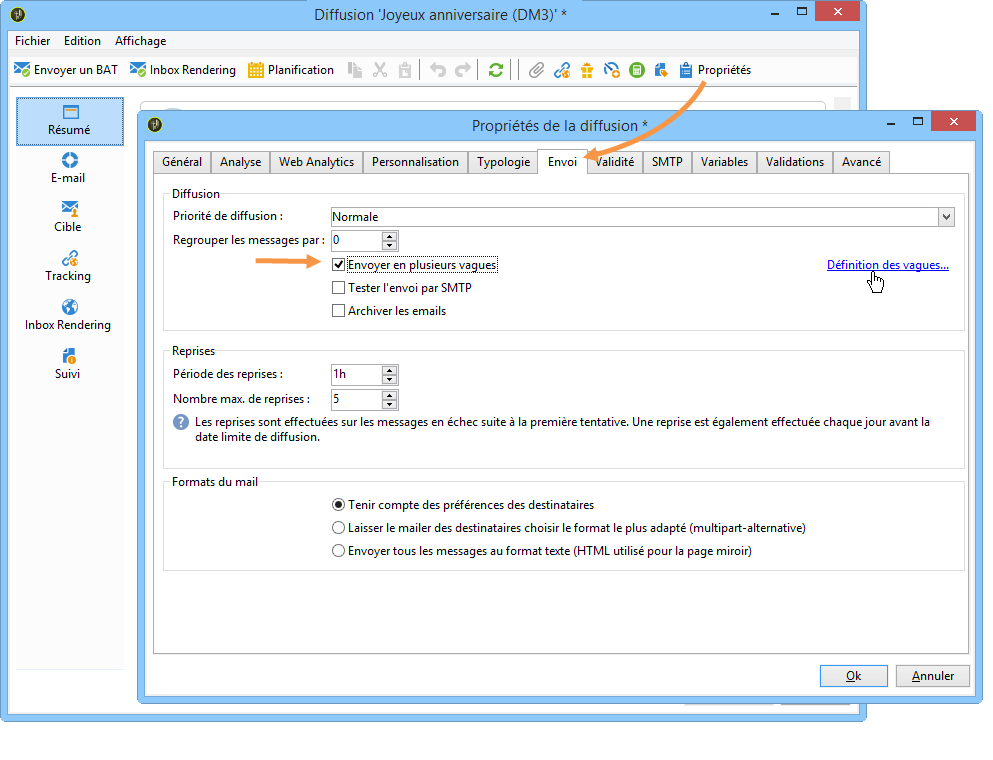 Diffusion 'Joyeux anniversaire (DM3)' *
Fichier Edition Affichage
Envoyer un BAT Inbox Rendering Planification Propriétés
Résumé
E-mail
Cible
Tracking
Inbox Rendering
Suivi
Propriétés de la diffusion *
Général Analyse Web Analytics Personnalisation Typologie Envoi Validité SMTP Variables Validations Avancé
Diffusion
Priorité de diffusion : Normale
Regrouper les messages par : 0
Envoyer en plusieurs vagues Définition des vagues...
Tester l'envoi par SMTP
Archiver les emails
Reprises
Période des reprises : 1h
Nombre max. de reprises : 5
Les reprises sont effectuées sur les messages en échec suite à la première tentative. Une reprise est également effectuée chaque jour avant la
date limite de diffusion.
Formats du mail
Tenir compte des préférences des destinataires
Laisser le mailer des destinataires choisir le format le plus adapté (multipart-alternative)
Envoyer tous les messages au format texte (HTML utilisé pour la page miroir)
Ok Annuler